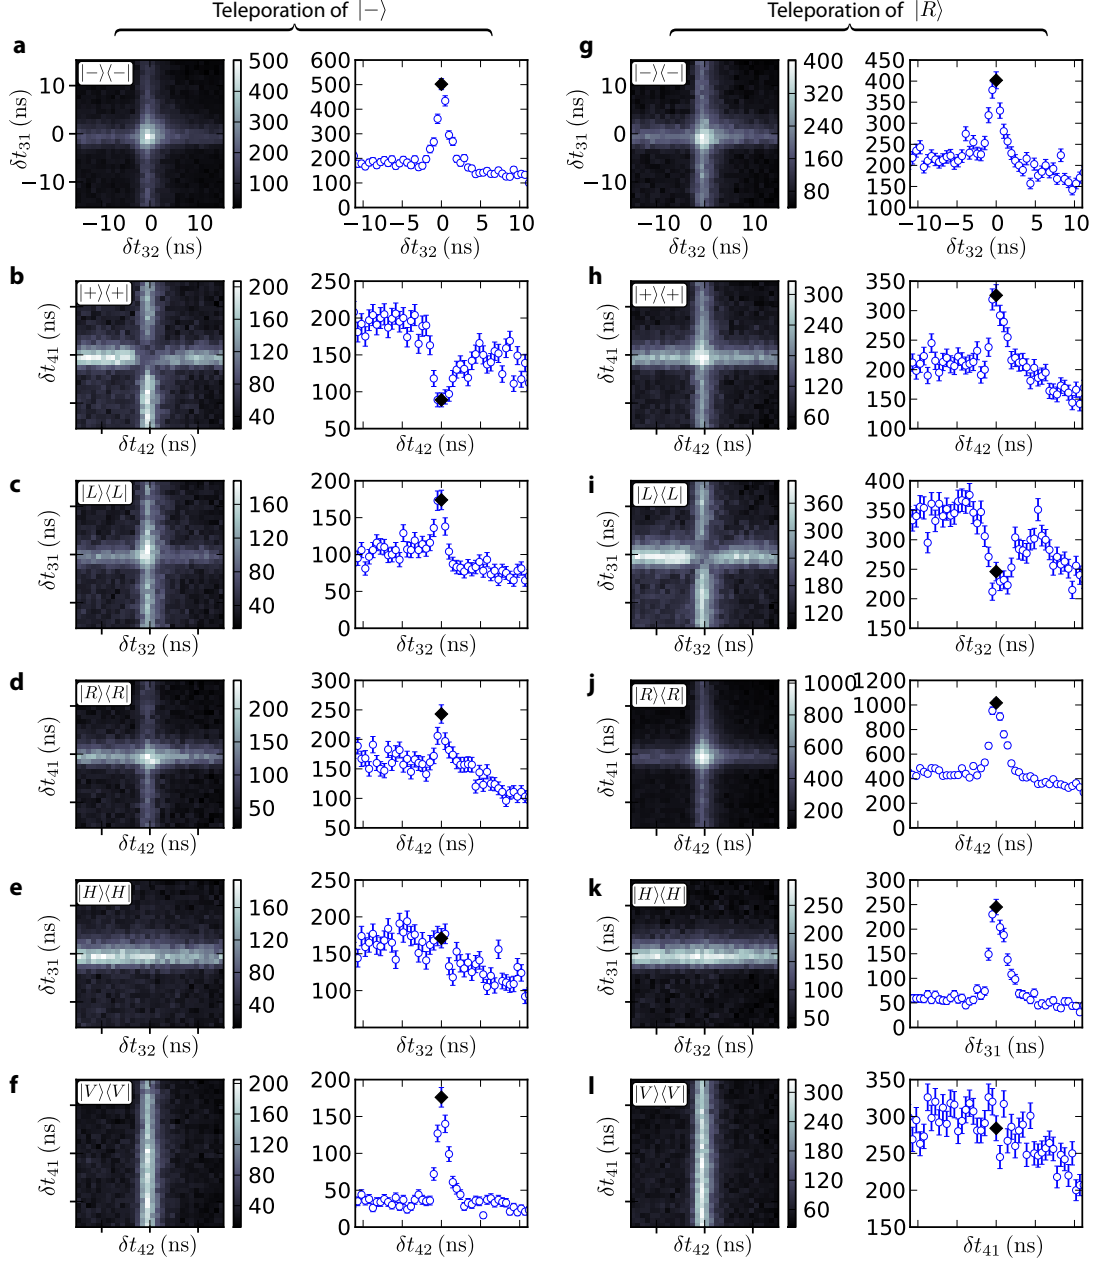 Teleporation of |−⟩
Teleporation of |R⟩
a
|−⟩⟨−|
δt31 (ns)
10
0
−10
−10 0 10
δt32 (ns)
500
400
300
200
100
600
500
400
300
200
100
0
−10 −5 0 5 10
δt32 (ns)
g
|−⟩⟨−|
δt31 (ns)
10
0
−10
−10 0 10
δt32 (ns)
400
320
240
160
80
450
400
350
300
250
200
150
100
−10 −5 0 5 10
δt32 (ns)
b
|+⟩⟨+|
δt41 (ns)
δt42 (ns)
200
160
120
80
40
250
200
150
100
50
δt42 (ns)
h
|+⟩⟨+|
δt41 (ns)
δt42 (ns)
300
240
180
120
60
350
300
250
200
150
100
δt42 (ns)
c
|L⟩⟨L|
δt31 (ns)
δt32 (ns)
160
120
80
40
200
150
100
50
0
δt32 (ns)
i
|L⟩⟨L|
δt31 (ns)
δt32 (ns)
360
300
240
180
120
400
350
300
250
200
150
δt32 (ns)
d
|R⟩⟨R|
δt41 (ns)
δt42 (ns)
200
150
100
50
300
250
200
150
100
50
δt42 (ns)
j
|R⟩⟨R|
δt41 (ns)
δt42 (ns)
1000
800
600
400
200
1200
1000
800
600
400
200
0
δt42 (ns)
e
|H⟩⟨H|
δt31 (ns)
δt32 (ns)
160
120
80
40
250
200
150
100
δt32 (ns)
k
|H⟩⟨H|
δt31 (ns)
δt32 (ns)
250
200
150
100
50
300
250
200
150
100
50
0
δt31 (ns)
f
|V⟩⟨V|
δt41 (ns)
δt42 (ns)
200
160
120
80
40
200
150
100
50
0
δt42 (ns)
l
|V⟩⟨V|
δt41 (ns)
δt42 (ns)
300
240
180
120
60
350
300
250
200
150
δt41 (ns)